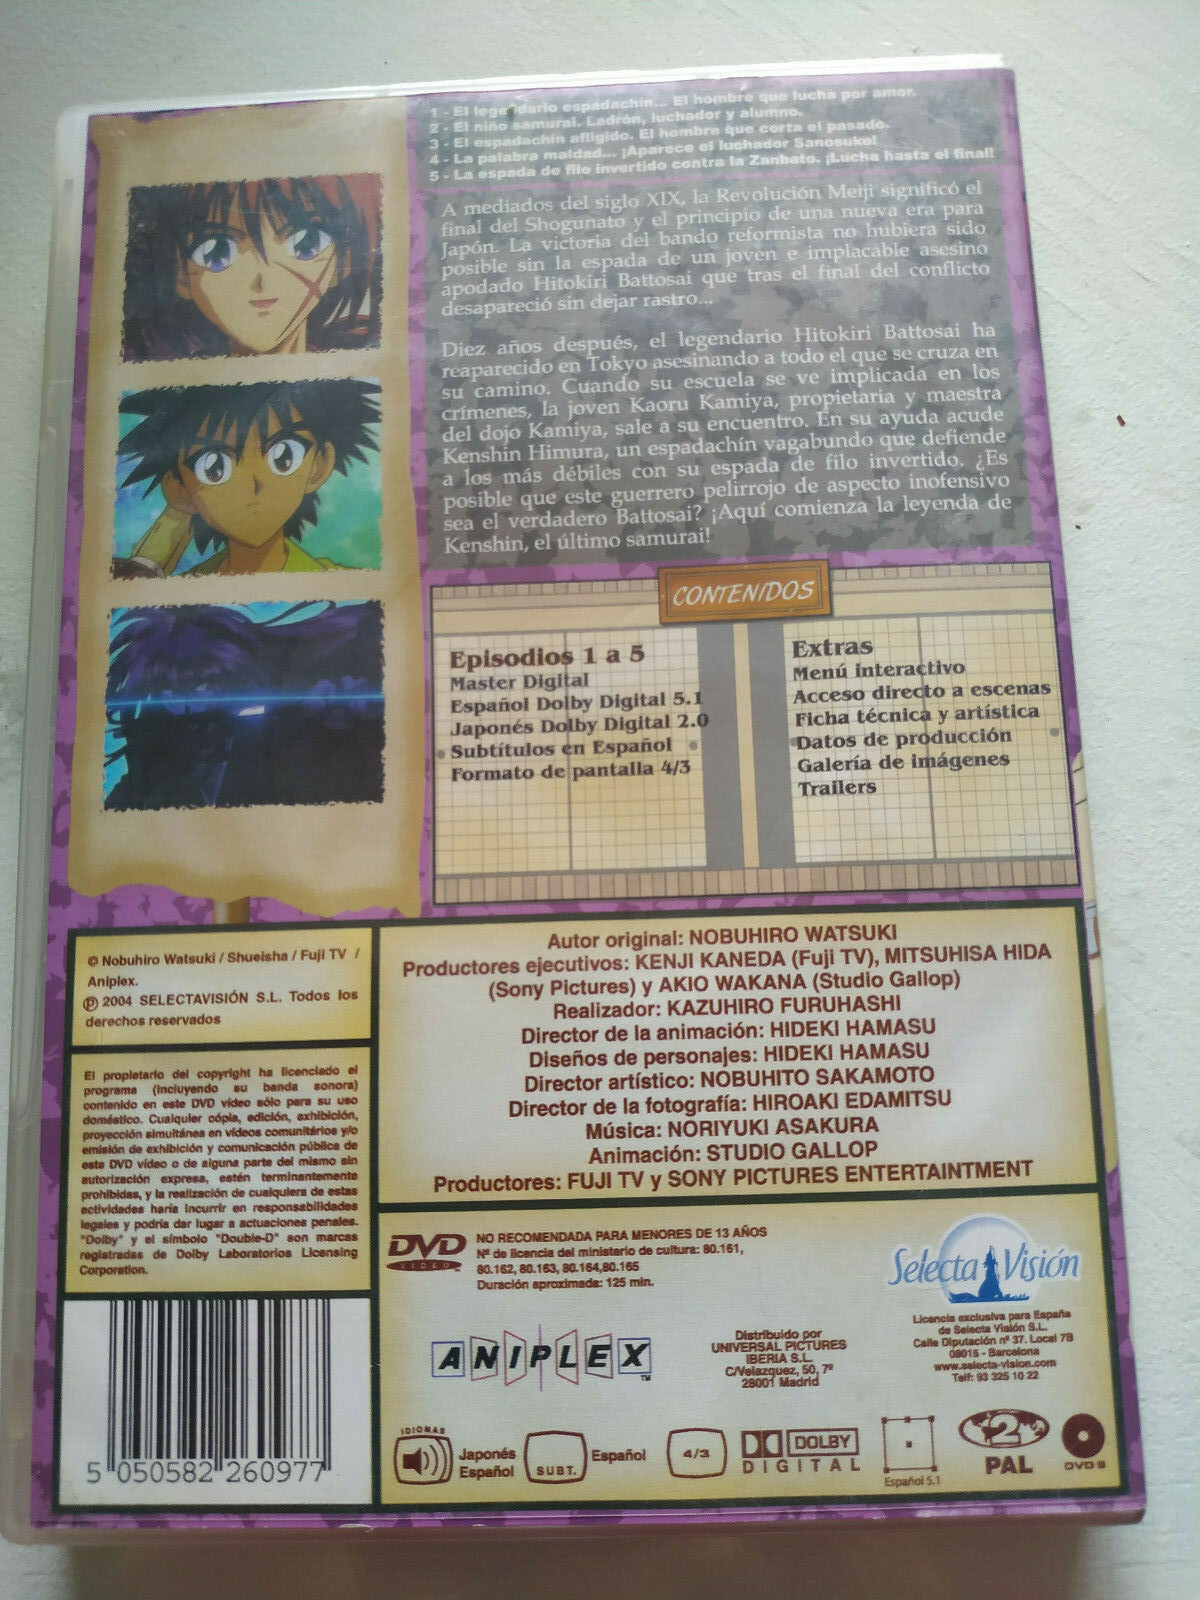 1 - El legendario espadachín... El hombre que lucha por amor.
2 - El niño samurai. Ladrón, luchador y alumno.
3 - El espadachín afligido. El hombre que corta el pasado.
4 - La palabra maldad... ¡Aparece el luchador Sanosuke!
5 - La espada de filo invertido contra la Zanbato. ¡Lucha hasta el final!
A mediados del siglo XIX, la Revolución Meiji significó el
final del Shogunato y el principio de una nueva era para
Japón. La victoria del bando reformista no hubiera sido
posible sin la espada de un joven e implacable asesino
apodado Hitokiri Battosai que tras el final del conflicto
desapareció sin dejar rastro...
Diez años después, el legendario Hitokiri Battosai ha
reaparecido en Tokyo asesinando a todo el que se cruza en
su camino. Cuando su escuela se ve implicada en los
crímenes, la joven Kaoru Kamiya, propietaria y maestra
del dojo Kamiya, sale a su encuentro. En su ayuda acude
Kenshin Himura, un espadachín vagabundo que defiende
a los más débiles con su espada de filo invertido. ¿Es
posible que este guerrero pelirrojo de aspecto inofensivo
sea el verdadero Battosai? ¡Aquí comienza la leyenda de
Kenshin, el último samurai!
CONTENIDOS
Episodios 1 a 5
Master Digital
Español Dolby Digital 5.1
Japonés Dolby Digital 2.0
Subtítulos en Español
Formato de pantalla 4/3
Extras
Menú interactivo
Acceso directo a escenas
Ficha técnica y artística
Datos de producción
Galería de imágenes
Trailers
© Nobuhiro Watsuki / Shueisha / Fuji TV /
Aniplex.
℗ 2004 SELECTAVISIÓN S.L. Todos los
derechos reservados
El propietario del copyright ha licenciado el
programa (incluyendo su banda sonora)
contenido en este DVD vídeo sólo para su uso
doméstico. Cualquier cópia, edición, exhibición,
proyección simultánea en vídeos comunitários y/o
emisión de exhibición y comunicación pública de
este DVD vídeo o de alguna parte del mismo sin
autorización expresa, estén terminantemente
prohibidas, y la realización de cualquiera de estas
actividades haría incurrir en responsabilidades
legales y podría dar lugar a actuaciones penales.
"Dolby" y el símbolo "Double-D" son marcas
registradas de Dolby Laboratorios Licensing
Corporation.
5 050582 260977
Autor original: NOBUHIRO WATSUKI
Productores ejecutivos: KENJI KANEDA (Fuji TV), MITSUHISA HIDA
(Sony Pictures) y AKIO WAKANA (Studio Gallop)
Realizador: KAZUHIRO FURUHASHI
Director de la animación: HIDEKI HAMASU
Diseños de personajes: HIDEKI HAMASU
Director artístico: NOBUHITO SAKAMOTO
Director de la fotografía: HIROAKI EDAMITSU
Música: NORIYUKI ASAKURA
Animación: STUDIO GALLOP
Productores: FUJI TV y SONY PICTURES ENTERTAINTMENT
DVD
VIDEO
NO RECOMENDADA PARA MENORES DE 13 AÑOS
Nº de licencia del ministerio de cultura: 80.161,
80.162, 80.163, 80.164,80.165
Duración aproximada: 125 min.
Selecta Visión
Licencia exclusiva para España
de Selecta Visión S.L.
Calle Diputación nº 37. Local 7B
08015 - Barcelona
www.selecta-vision.com
Telf: 93 325 10 22
ANIPLEX TM
Distribuido por
UNIVERSAL PICTURES
IBERIA S.L.
C/Velazquez, 50, 7º
28001 Madrid
IDIOMAS
Japonés
Español
SUBT.
Español
4/3
DOLBY
DIGITAL
Español 5.1
2
PAL
DVD 9